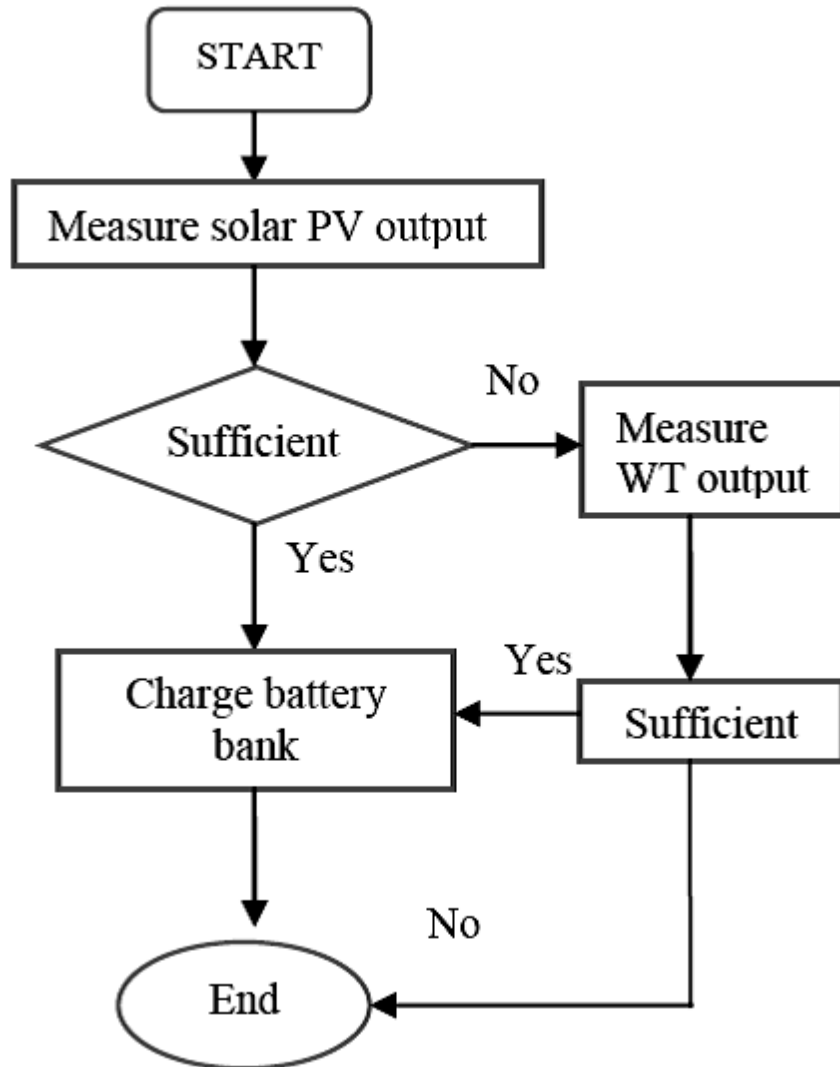 START
Measure solar PV output
No
Sufficient
Measure
WT output
Yes
Yes
Charge battery
bank
Sufficient
No
End